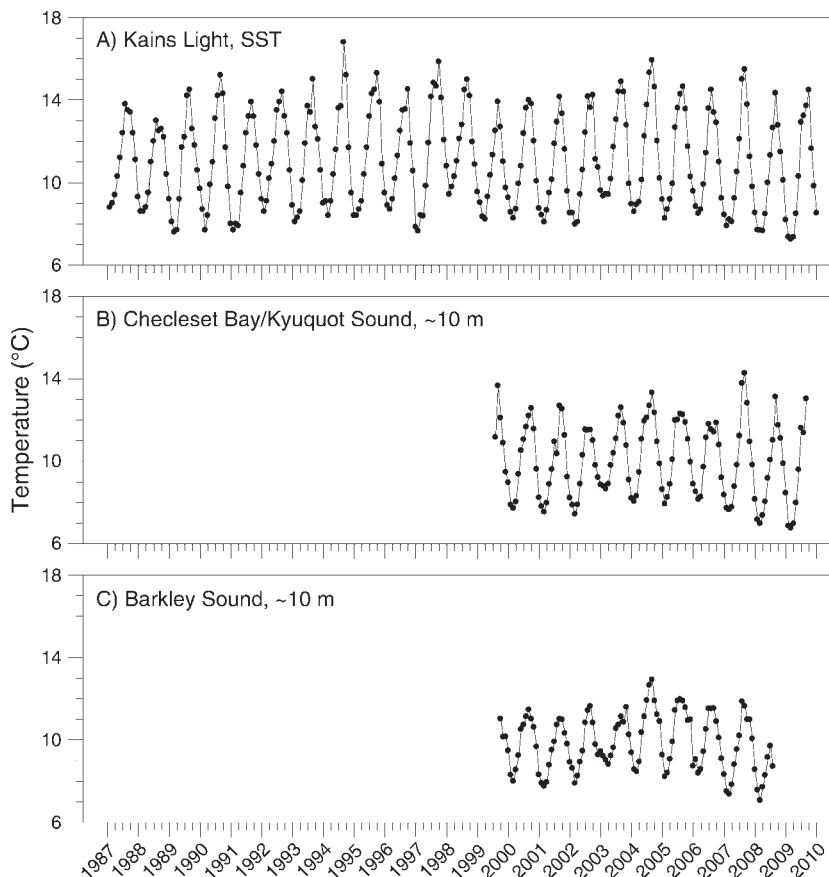 18
A) Kains Light, SST
14
10
6
18
B) Checleset Bay/Kyuquot Sound, ~10 m
14
10
6
Temperature (°C)
18
C) Barkley Sound, ~10 m
14
10
6
1987 1988 1989 1990 1991 1992 1993 1994 1995 1996 1997 1998 1999 2000 2001 2002 2003 2004 2005 2006 2007 2008 2009 2010